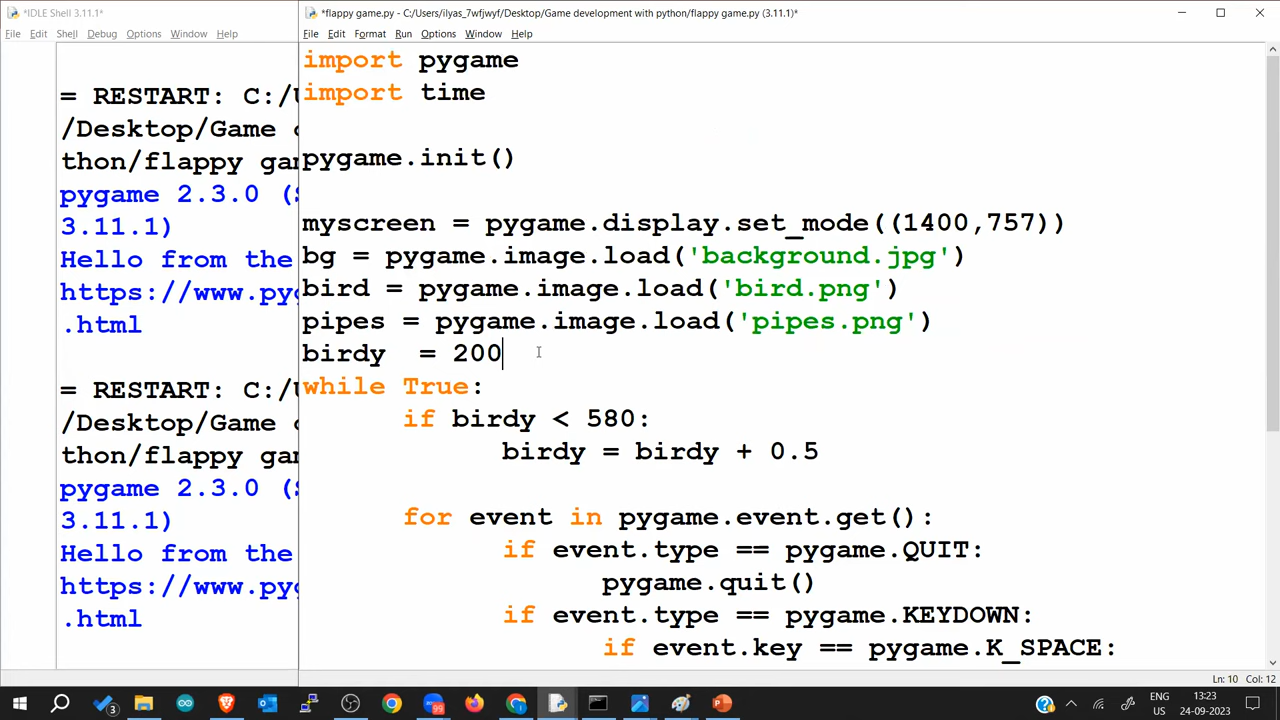 *IDLE Shell 3.11.1*
File Edit Shell Debug Options Window Help
= RESTART: C:/U
/Desktop/Game
thon/flappy gam
pygame 2.3.0 (S
3.11.1)
Hello from the
https://www.pyg
.html
= RESTART: C:/U
/Desktop/Game
thon/flappy gam
pygame 2.3.0 (S
3.11.1)
Hello from the
https://www.pyg
.html
*flappy game.py - C:/Users/ilyas_7wfjwyf/Desktop/Game development with python/flappy game.py (3.11.1)*
File Edit Format Run Options Window Help
import pygame
import time
pygame.init()
myscreen = pygame.display.set_mode((1400,757))
bg = pygame.image.load('background.jpg')
bird = pygame.image.load('bird.png')
pipes = pygame.image.load('pipes.png')
birdy  = 200
while True:
if birdy < 580:
birdy = birdy + 0.5
for event in pygame.event.get():
if event.type == pygame.QUIT:
pygame.quit()
if event.type == pygame.KEYDOWN:
if event.key == pygame.K_SPACE:
Ln: 10 Col: 12
3
99
ENG
US
13:23
24-09-2023